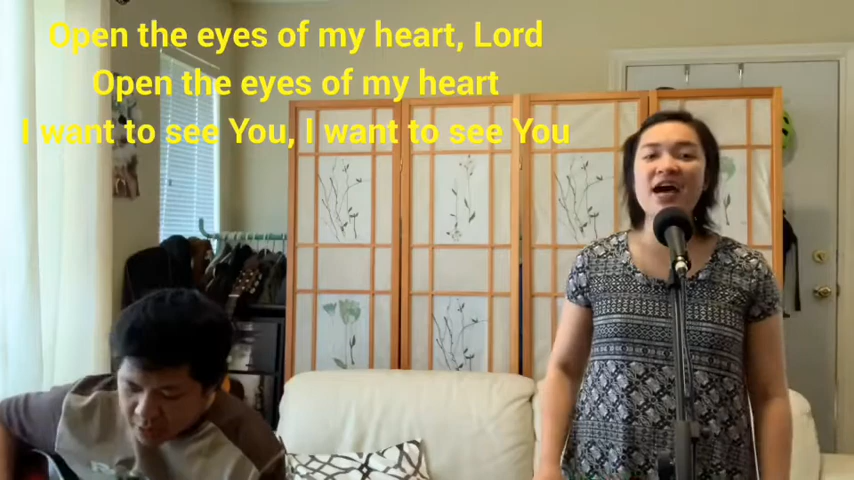 Open the eyes of my heart, Lord
Open the eyes of my heart
I want to see You, I want to see You